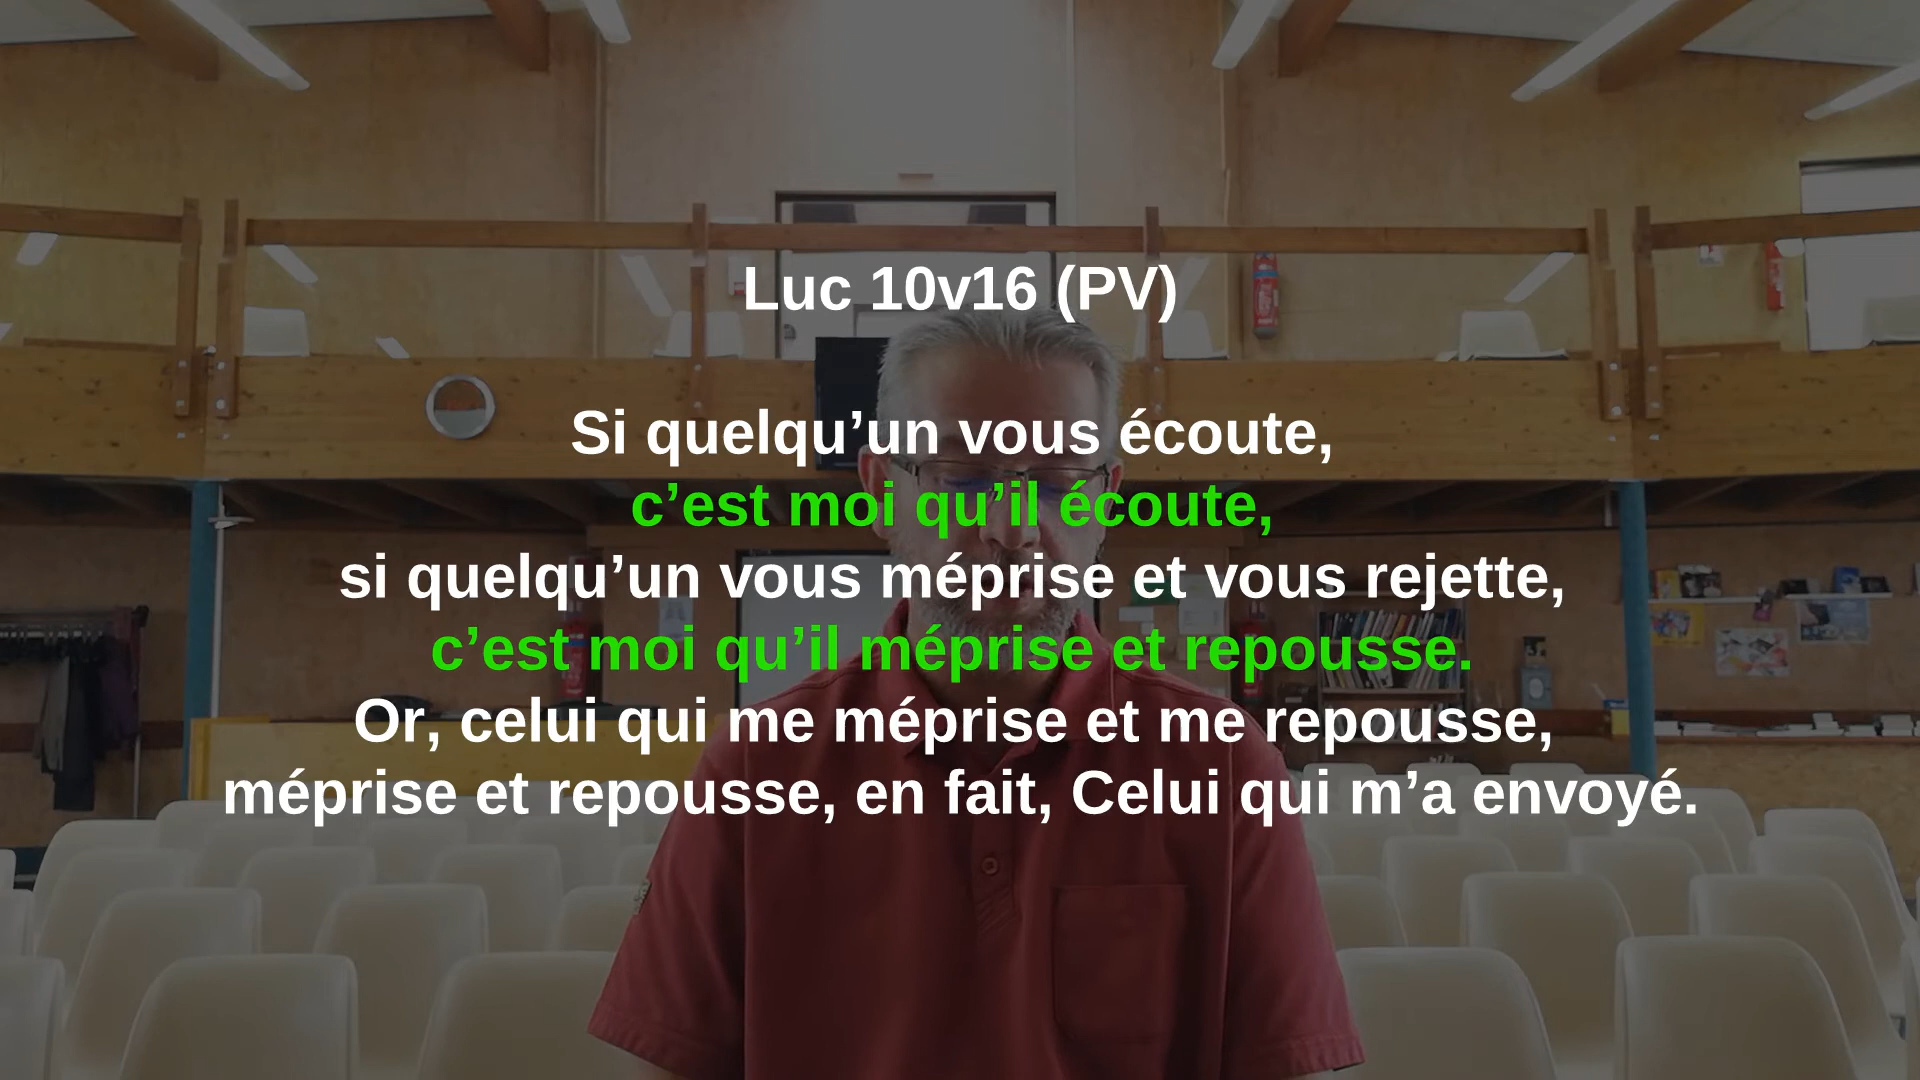 Luc 10v16 (PV)
Si quelqu’un vous écoute,
c’est moi qu’il écoute,
si quelqu’un vous méprise et vous rejette,
c’est moi qu’il méprise et repousse.
Or, celui qui me méprise et me repousse,
méprise et repousse, en fait, Celui qui m’a envoyé.